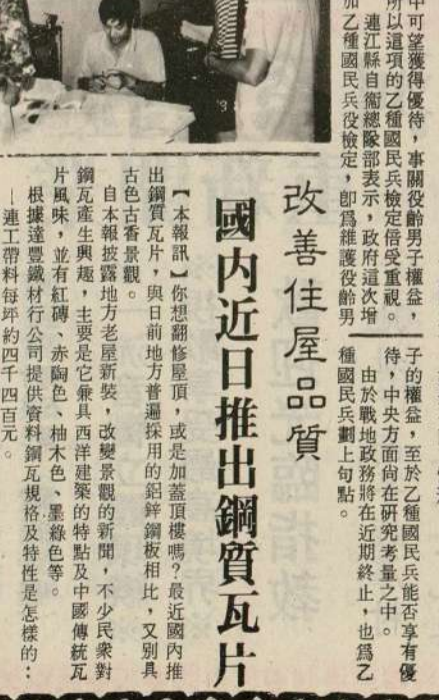 中可望獲得優待，事關役齡男子權益，
所以這項的乙種國民兵檢定倍受重視。
連江縣自衛總隊部表示，政府這次增
加乙種國民兵役檢定，卽爲維護役齡男
子的權益，至於乙種國民兵能否享有優
待，中央方面尚在研究考量之中。
由於戰地政務將在近期終止，也爲乙
種國民兵劃上句點。
改善住屋品質
國內近日推出鋼質瓦片
【本報訊】你想翻修屋頂，或是加蓋頂樓嗎？最近國內推
出鋼質瓦片，與日前地方普遍採用的鋁鋅鋼板相比，又別具
古色古香景觀。
自本報披露地方老屋新裝，改變景觀的新聞，不少民衆對
鋼瓦產生興趣，主要是它兼具西洋建築的特點及中國傳統瓦
片風味，並有紅磚、赤陶色、柚木色、墨綠色等。
根據達豐鐵材行公司提供資料鋼瓦規格及特性是怎樣的：
—連工帶料每坪約四千四百元。